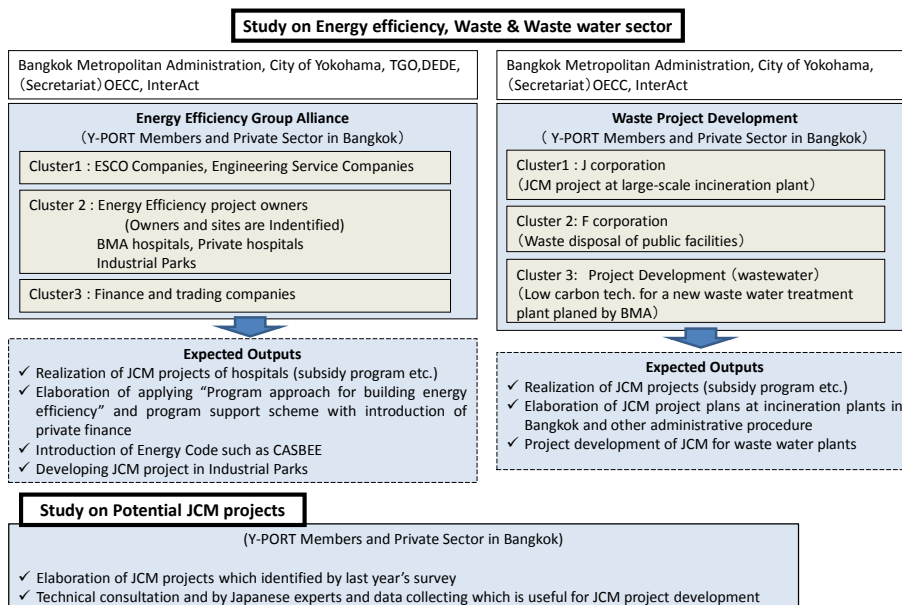 Study on Energy efficiency, Waste & Waste water sector
Bangkok Metropolitan Administration, City of Yokohama, TGO,DEDE,
（Secretariat）OECC, InterAct
Energy Efficiency Group Alliance
（Y-PORT Members and Private Sector in Bangkok）
Cluster1 : ESCO Companies, Engineering Service Companies
Cluster 2 : Energy Efficiency project owners
(Owners and sites are Indentified)
BMA hospitals, Private hospitals
Industrial Parks
Cluster3 : Finance and trading companies
Expected Outputs
✓ Realization of JCM projects of hospitals (subsidy program etc.)
✓ Elaboration of applying “Program approach for building energy
efficiency” and program support scheme with introduction of
private finance
✓ Introduction of Energy Code such as CASBEE
✓ Developing JCM project in Industrial Parks
Bangkok Metropolitan Administration, City of Yokohama,
（Secretariat）OECC, InterAct
Waste Project Development
（ Y-PORT Members and Private Sector in Bangkok）
Cluster1 : J corporation
（JCM project at large-scale incineration plant）
Cluster 2: F corporation
（Waste disposal of public facilities）
Cluster 3: Project Development （wastewater）
（Low carbon tech. for a new waste water treatment
plant planed by BMA）
Expected Outputs
✓ Realization of JCM projects (subsidy program etc.)
✓ Elaboration of JCM project plans at incineration plants in
Bangkok and other administrative procedure
✓ Project development of JCM for waste water plants
Study on Potential JCM projects
(Y-PORT Members and Private Sector in Bangkok)
✓ Elaboration of JCM projects which identified by last year’s survey
✓ Technical consultation and by Japanese experts and data collecting which is useful for JCM project development